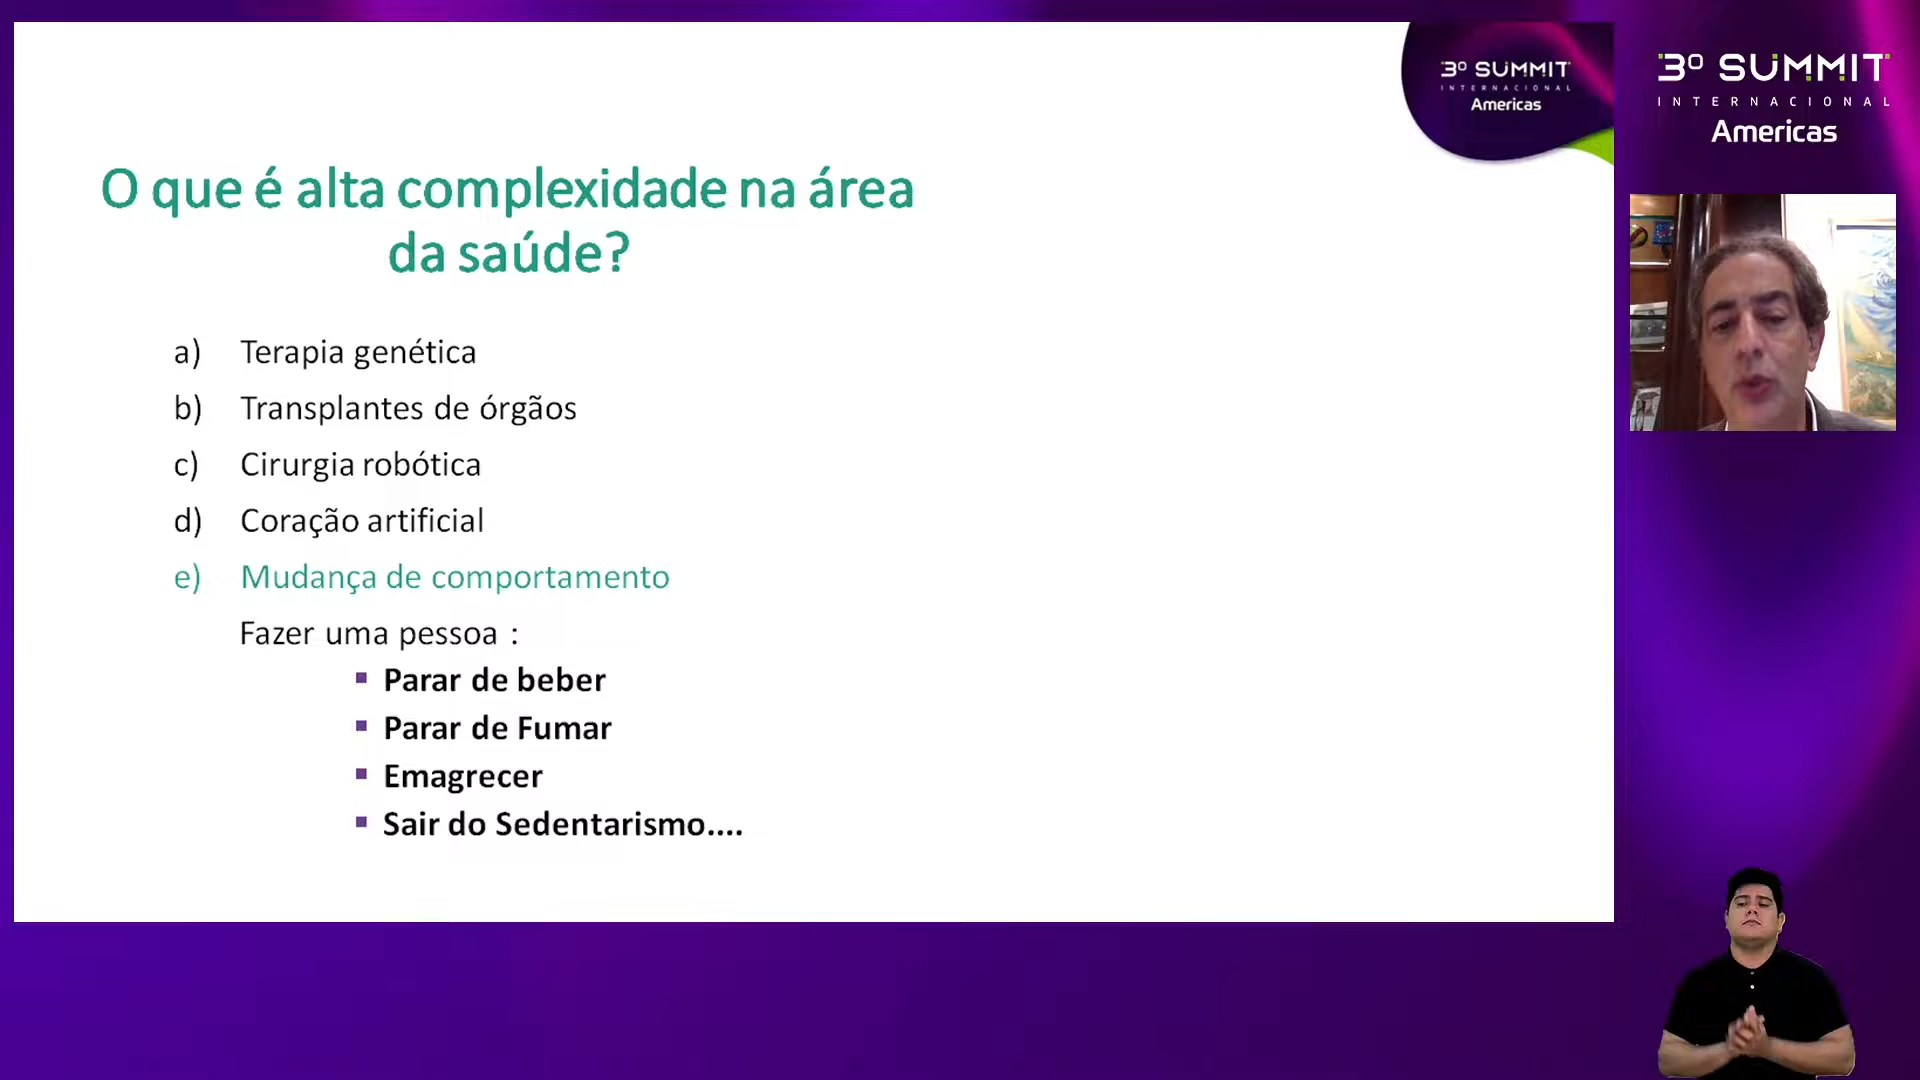 O que é alta complexidade na área
da saúde?
a) Terapia genética
b) Transplantes de órgãos
c) Cirurgia robótica
d) Coração artificial
e) Mudança de comportamento
Fazer uma pessoa :
▪ Parar de beber
▪ Parar de Fumar
▪ Emagrecer
▪ Sair do Sedentarismo....
3º SUMMIT
INTERNACIONAL
Americas
3º SUMMIT
INTERNACIONAL
Americas